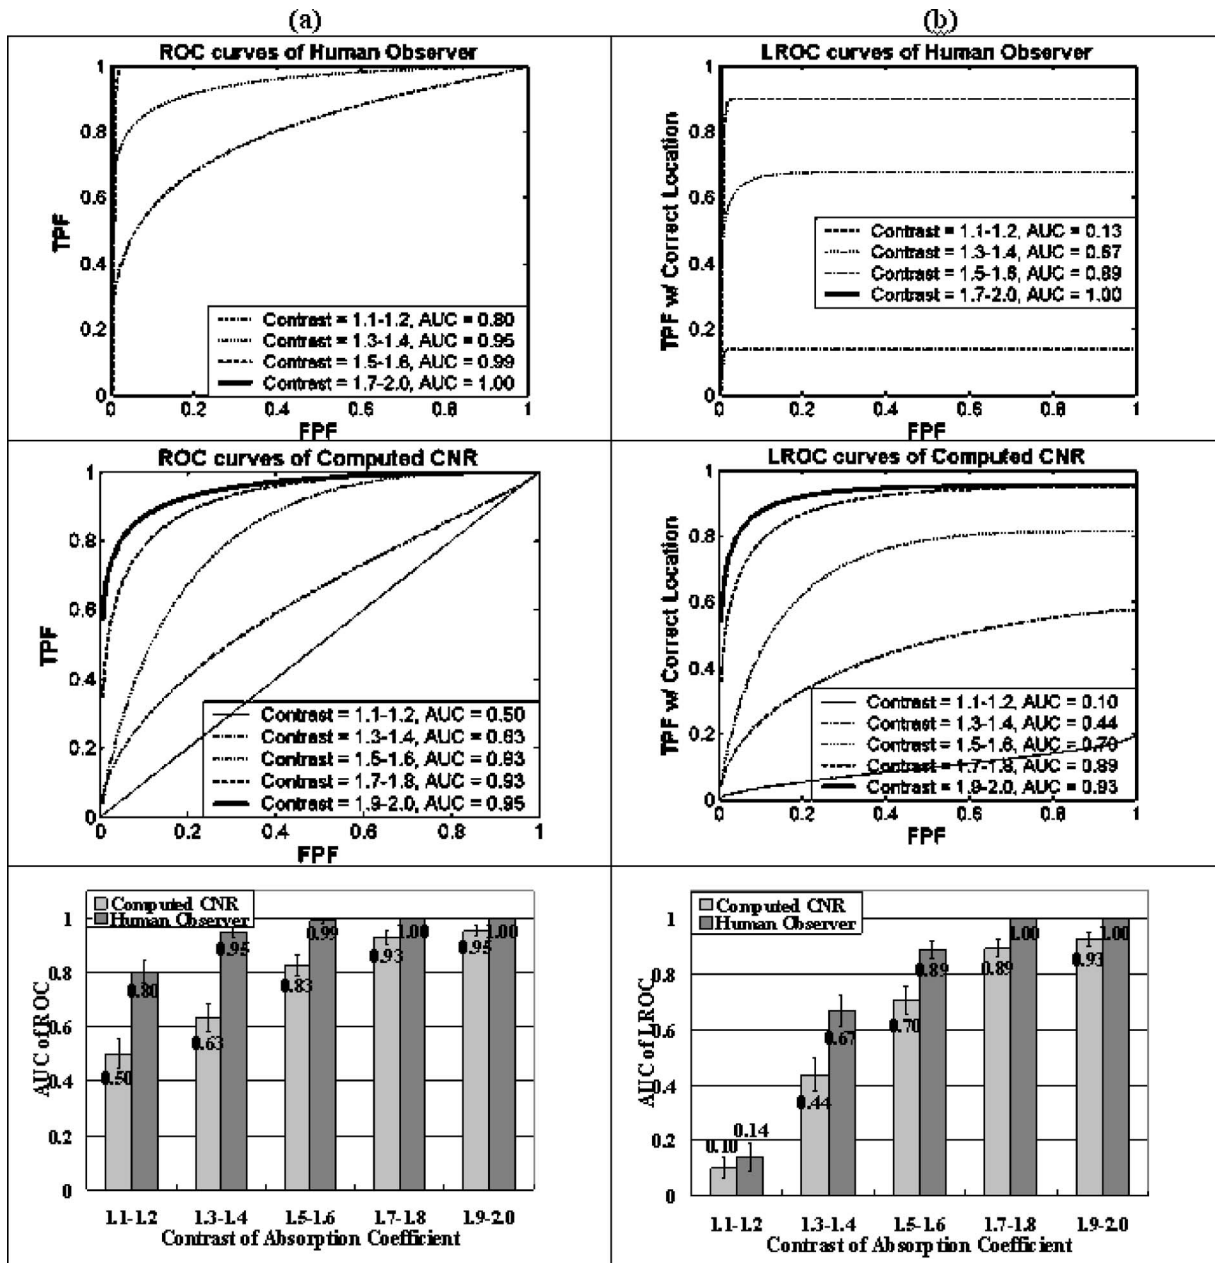 (a)
(b)
ROC curves of Human Observer
1
0.8
0.6
0.4
0.2
0
TPF
Contrast = 1.1-1.2, AUC = 0.80
Contrast = 1.3-1.4, AUC = 0.95
Contrast = 1.5-1.6, AUC = 0.99
Contrast = 1.7-2.0, AUC = 1.00
0 0.2 0.4 0.6 0.8 1
FPF
LROC curves of Human Observer
1
0.8
0.6
0.4
0.2
0
TPF w/ Correct Location
Contrast = 1.1-1.2, AUC = 0.13
Contrast = 1.3-1.4, AUC = 0.67
Contrast = 1.5-1.6, AUC = 0.89
Contrast = 1.7-2.0, AUC = 1.00
0 0.2 0.4 0.6 0.8 1
FPF
ROC curves of Computed CNR
1
0.8
0.6
0.4
0.2
0
TPF
Contrast = 1.1-1.2, AUC = 0.50
Contrast = 1.3-1.4, AUC = 0.63
Contrast = 1.5-1.6, AUC = 0.83
Contrast = 1.7-1.8, AUC = 0.93
Contrast = 1.9-2.0, AUC = 0.95
0 0.2 0.4 0.6 0.8 1
FPF
LROC curves of Computed CNR
1
0.8
0.6
0.4
0.2
0
TPF w/ Correct Location
Contrast = 1.1-1.2, AUC = 0.10
Contrast = 1.3-1.4, AUC = 0.44
Contrast = 1.5-1.6, AUC = 0.70
Contrast = 1.7-1.8, AUC = 0.89
Contrast = 1.9-2.0, AUC = 0.93
0 0.2 0.4 0.6 0.8 1
FPF
Computed CNR
Human Observer
1
0.8
0.6
0.4
0.2
0
AUC of ROC
0.50 0.80 0.63 0.95 0.83 0.99 0.93 1.00 0.95 1.00
1.1-1.2 1.3-1.4 1.5-1.6 1.7-1.8 1.9-2.0
Contrast of Absorption Coefficient
Computed CNR
Human Observer
1
0.8
0.6
0.4
0.2
0
AUC of LROC
0.10 0.14 0.44 0.67 0.70 0.89 0.89 1.00 0.93 1.00
1.1-1.2 1.3-1.4 1.5-1.6 1.7-1.8 1.9-2.0
Contrast of Absorption Coefficient